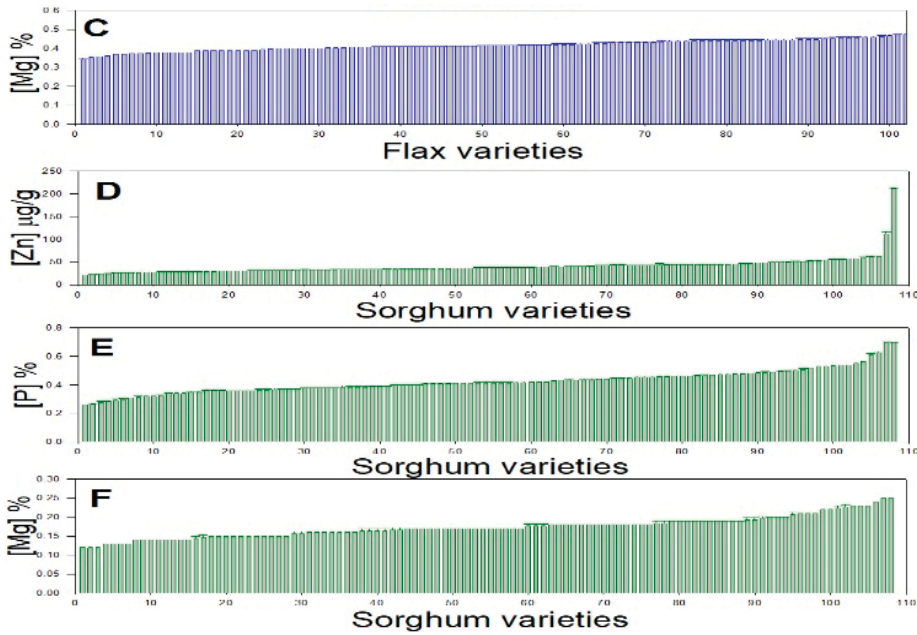 C
[Mg] %
0.6
0.5
0.4
0.3
0.2
0.1
0.0
0 10 20 30 40 50 60 70 80 90 100
Flax varieties
D
[Zn] µg/g
250
200
150
100
50
0
0 10 20 30 40 50 60 70 80 90 100 110
Sorghum varieties
E
[P] %
0.8
0.6
0.4
0.2
0.0
0 10 20 30 40 50 60 70 80 90 100 110
Sorghum varieties
F
[Mg] %
0.30
0.25
0.20
0.15
0.10
0.05
0.00
0 10 20 30 40 50 60 70 80 90 100 110
Sorghum varieties